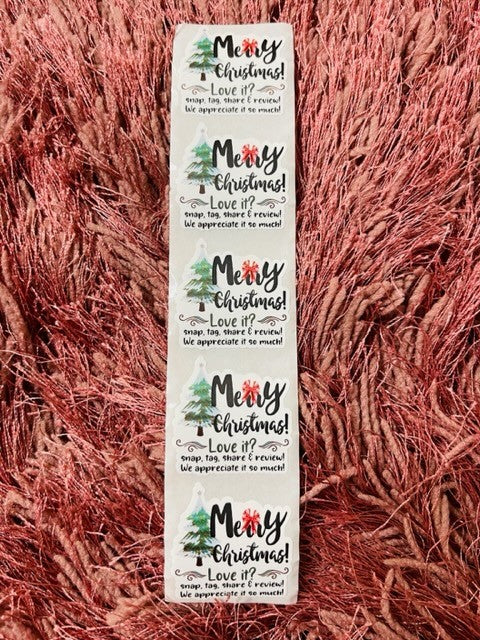 Merry
Christmas!
Love it?
snap, tag, share & review!
We appreciate it so much!
Merry
Christmas!
Love it?
snap, tag, share & review!
We appreciate it so much!
Merry
Christmas!
Love it?
snap, tag, share & review!
We appreciate it so much!
Merry
Christmas!
Love it?
snap, tag, share & review!
We appreciate it so much!
Merry
Christmas!
Love it?
snap, tag, share & review!
We appreciate it so much!